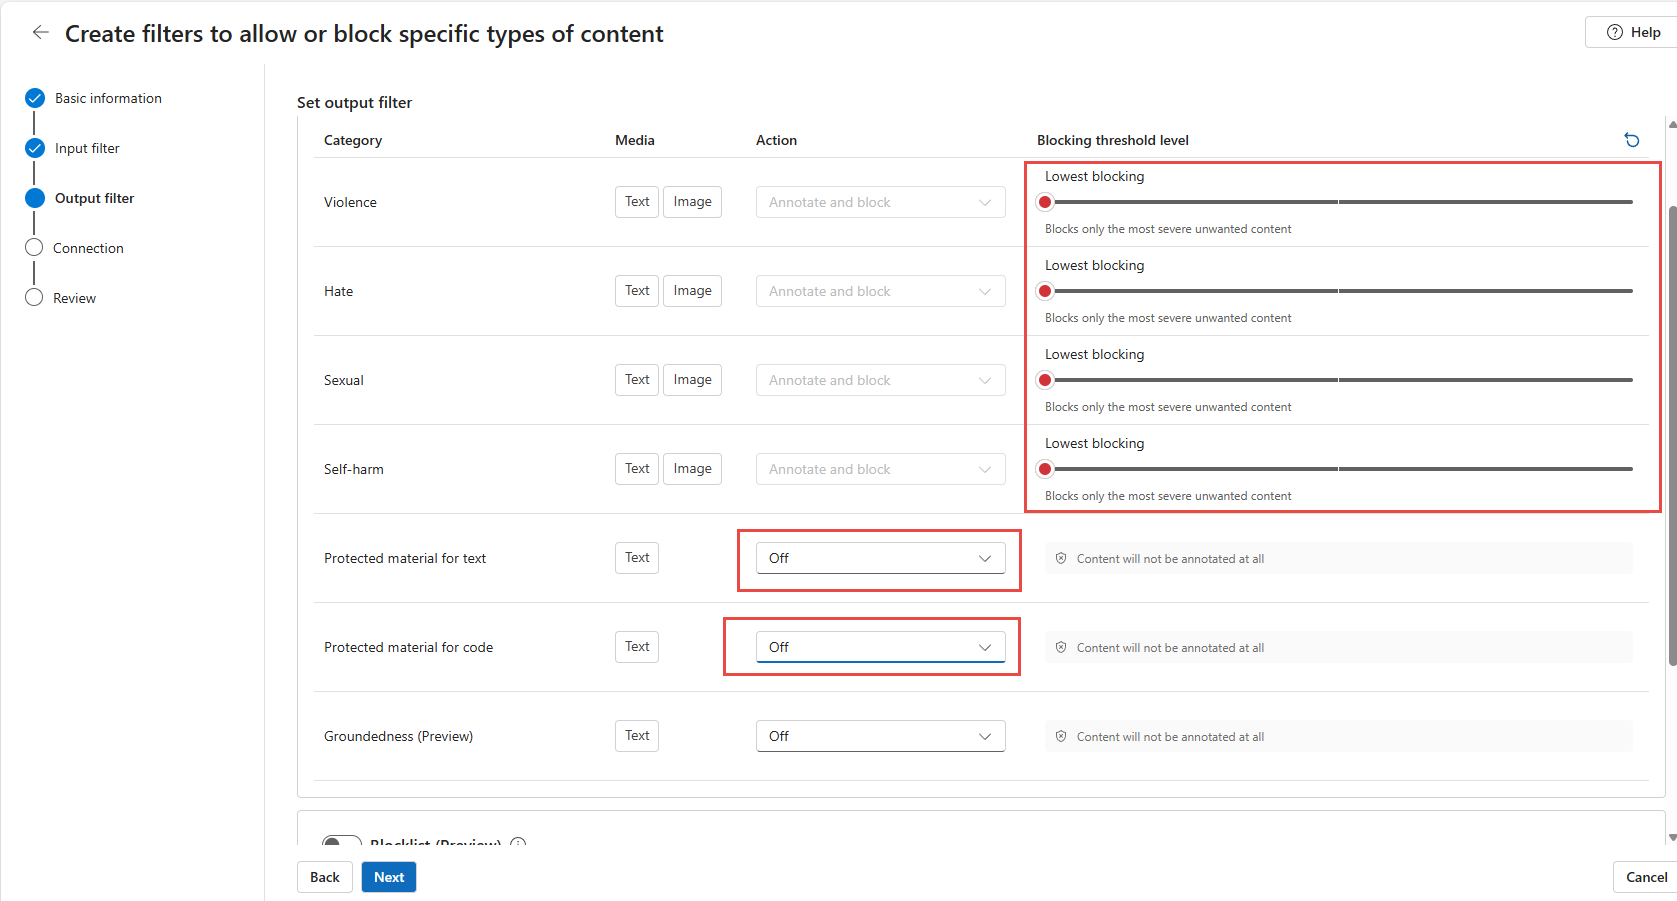 Create filters to allow or block specific types of content
Help
Basic information
Input filter
Output filter
Connection
Review
Set output filter
Category Media Action Blocking threshold level
Violence Text Image Annotate and block
Lowest blocking
Blocks only the most severe unwanted content
Hate Text Image Annotate and block
Lowest blocking
Blocks only the most severe unwanted content
Sexual Text Image Annotate and block
Lowest blocking
Blocks only the most severe unwanted content
Self-harm Text Image Annotate and block
Lowest blocking
Blocks only the most severe unwanted content
Protected material for text Text Off Content will not be annotated at all
Protected material for code Text Off Content will not be annotated at all
Groundedness (Preview) Text Off Content will not be annotated at all
Blocklist (Preview)
Back Next Cancel